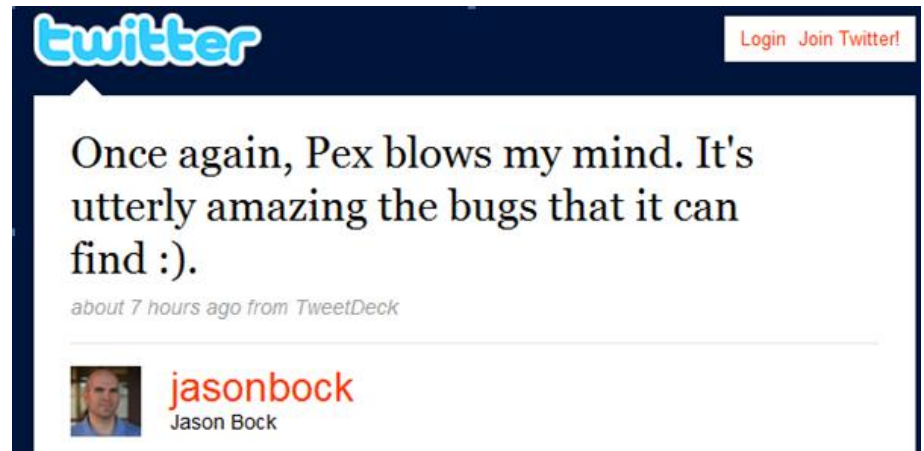 twitter
Login Join Twitter!
Once again, Pex blows my mind. It's
utterly amazing the bugs that it can
find :).
about 7 hours ago from TweetDeck
jasonbock
Jason Bock